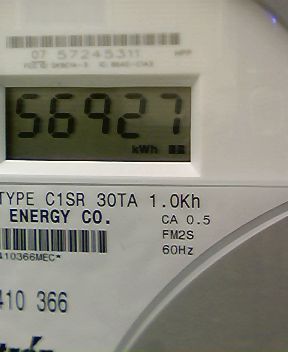 07 57245311
56927
kWh
TYPE C1SR 30TA 1.0Kh
ENERGY CO.
CA 0.5
FM2S
60Hz
410366MEC*
410 366